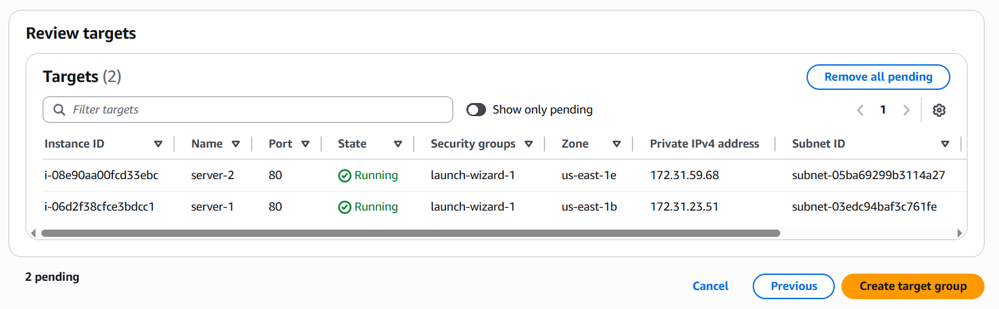 Review targets
Targets (2)
Remove all pending
Filter targets
Show only pending
1
Instance ID Name Port State Security groups Zone Private IPv4 address Subnet ID
i-08e90aa00fcd33ebc server-2 80 Running launch-wizard-1 us-east-1e 172.31.59.68 subnet-05ba69299b3114a27
i-06d2f38cfce3bdcc1 server-1 80 Running launch-wizard-1 us-east-1b 172.31.23.51 subnet-03edc94baf3c761fe
2 pending
Cancel
Previous
Create target group